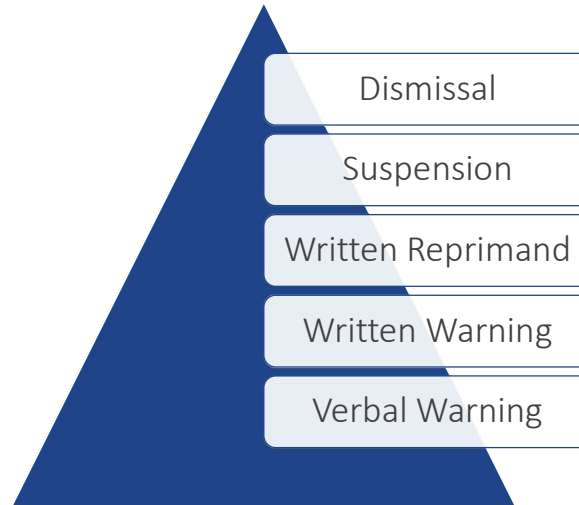 Dismissal
Suspension
Written Reprimand
Written Warning
Verbal Warning